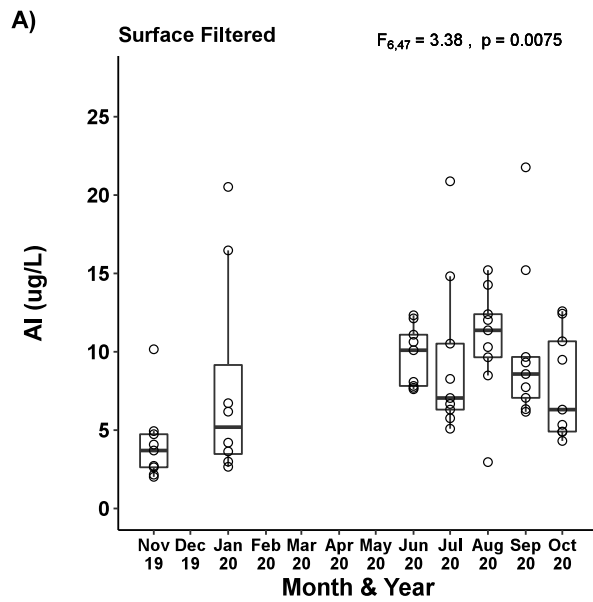 A)
Surface Filtered
F6,47 = 3.38 , p = 0.0075
Al (ug/L)
25
20
15
10
5
0
Nov Dec Jan Feb Mar Apr May Jun Jul Aug Sep Oct
19 19 20 20 20 20 20 20 20 20 20 20
Month & Year